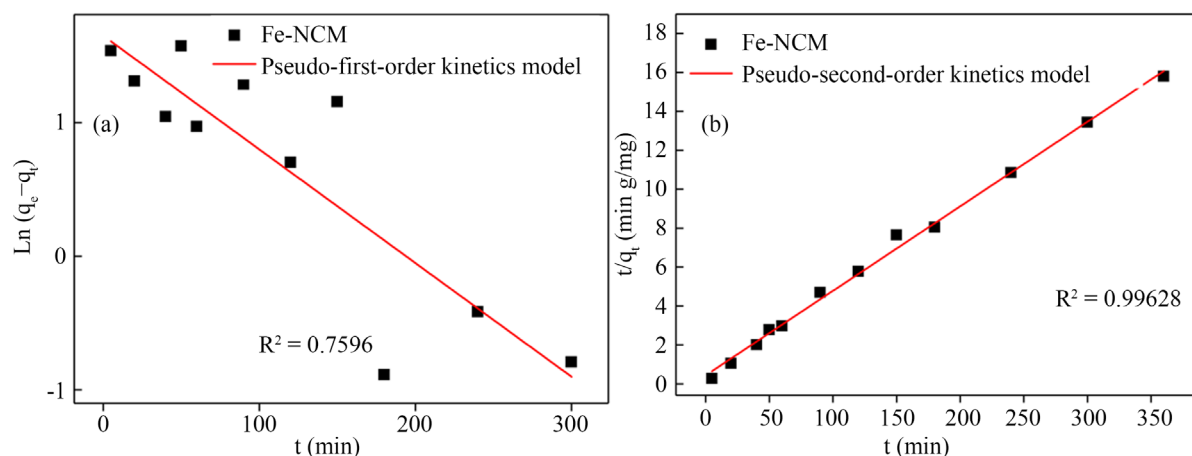 Fe-NCM
Pseudo-first-order kinetics model
(a)
1
0
-1
Ln (qe−qt)
R² = 0.7596
0
100
200
300
t (min)
18
16
14
12
10
8
6
4
2
0
t/qt (min g/mg)
Fe-NCM
Pseudo-second-order kinetics model
(b)
R² = 0.99628
0
50
100
150
200
250
300
350
t (min)